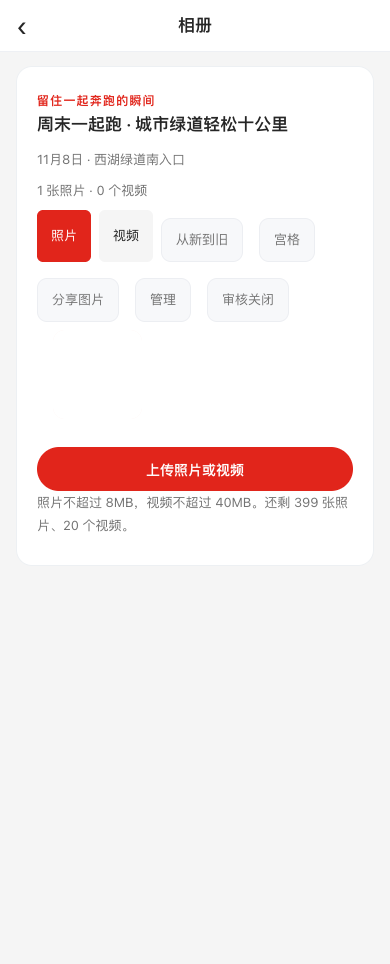 ‹ 相册
留住一起奔跑的瞬间
周末一起跑 · 城市绿道轻松十公里
11月8日 · 西湖绿道南入口
1 张照片 · 0 个视频
照片 视频 从新到旧 宫格
分享图片 管理 审核关闭
上传照片或视频
照片不超过 8MB，视频不超过 40MB。还剩 399 张照
片、20 个视频。